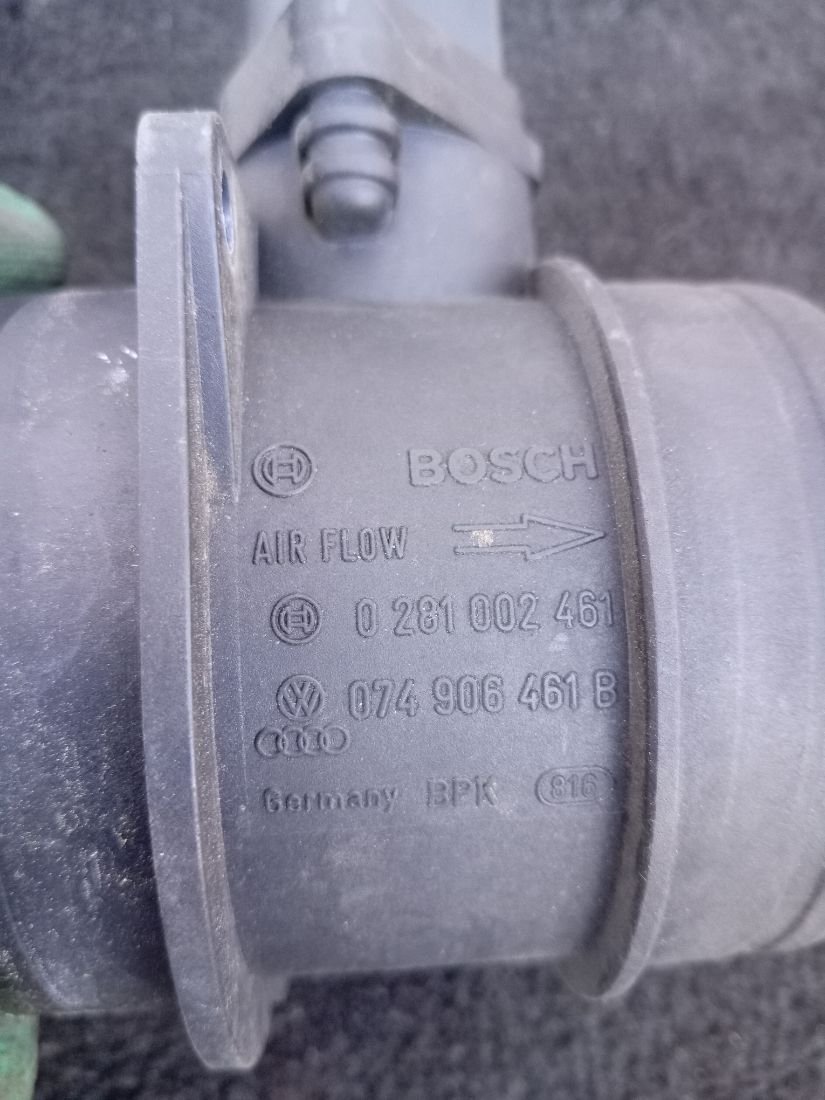 BOSCH
AIR FLOW
0 281 002 461
074 906 461 B
Germany BPK 816